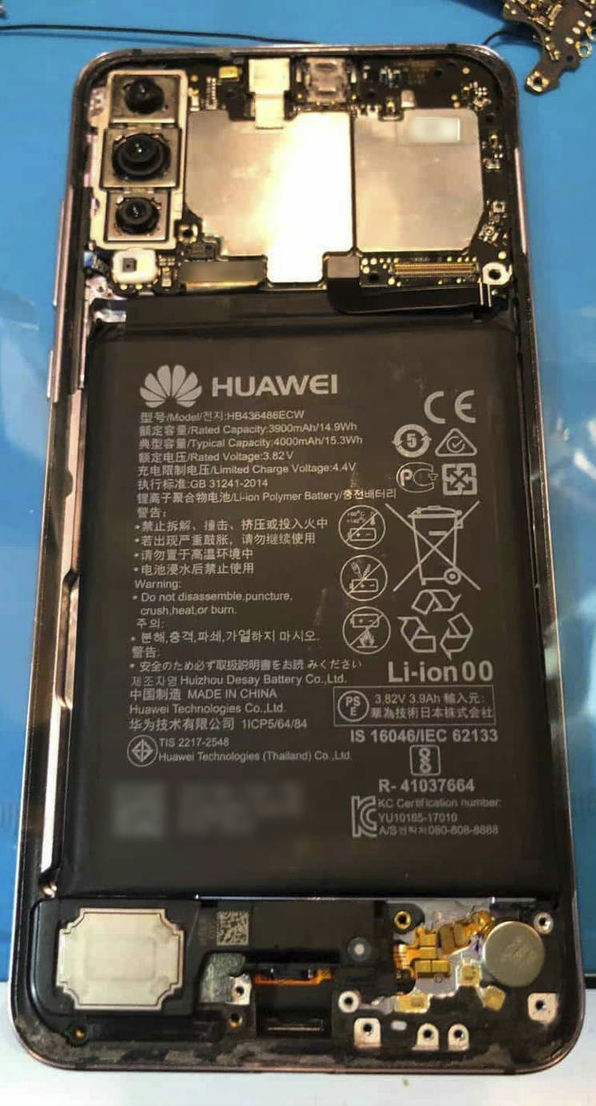 HUAWEI
型号/Model/전지:HB436486ECW
额定容量/Rated Capacity:3900mAh/14.9Wh
典型容量/Typical Capacity:4000mAh/15.3Wh
额定电压/Rated Voltage:3.82V
充电限制电压/Limited Charge Voltage:4.4V
执行标准:GB 31241-2014
锂离子聚合物电池/Li-ion Polymer Battery/충전배터리
警告:
•禁止拆解、撞击、挤压或投入火中
•若出现严重鼓胀，请勿继续使用
•请勿置于高温环境中
•电池浸水后禁止使用
Warning:
• Do not disassemble,puncture,
crush,heat,or burn.
주의:
• 분해,충격,파쇄,가열하지 마시오.
警告:
• 安全のため必ず取扱説明書をお読みください
제조자명 Huizhou Desay Battery Co.,Ltd.
中国制造 MADE IN CHINA
Huawei Technologies Co.,Ltd.
华为技术有限公司 1ICP5/64/84
TIS 2217-2548
Huawei Technologies (Thailand) Co.,Ltd.
CE
5
Li-ion00
PS E
3.82V 3.9Ah 輸入元:
華為技術日本株式会社
IS 16046/IEC 62133
R- 41037664
KC Certification number:
YU10165-17010
A/S연락처080-808-8888